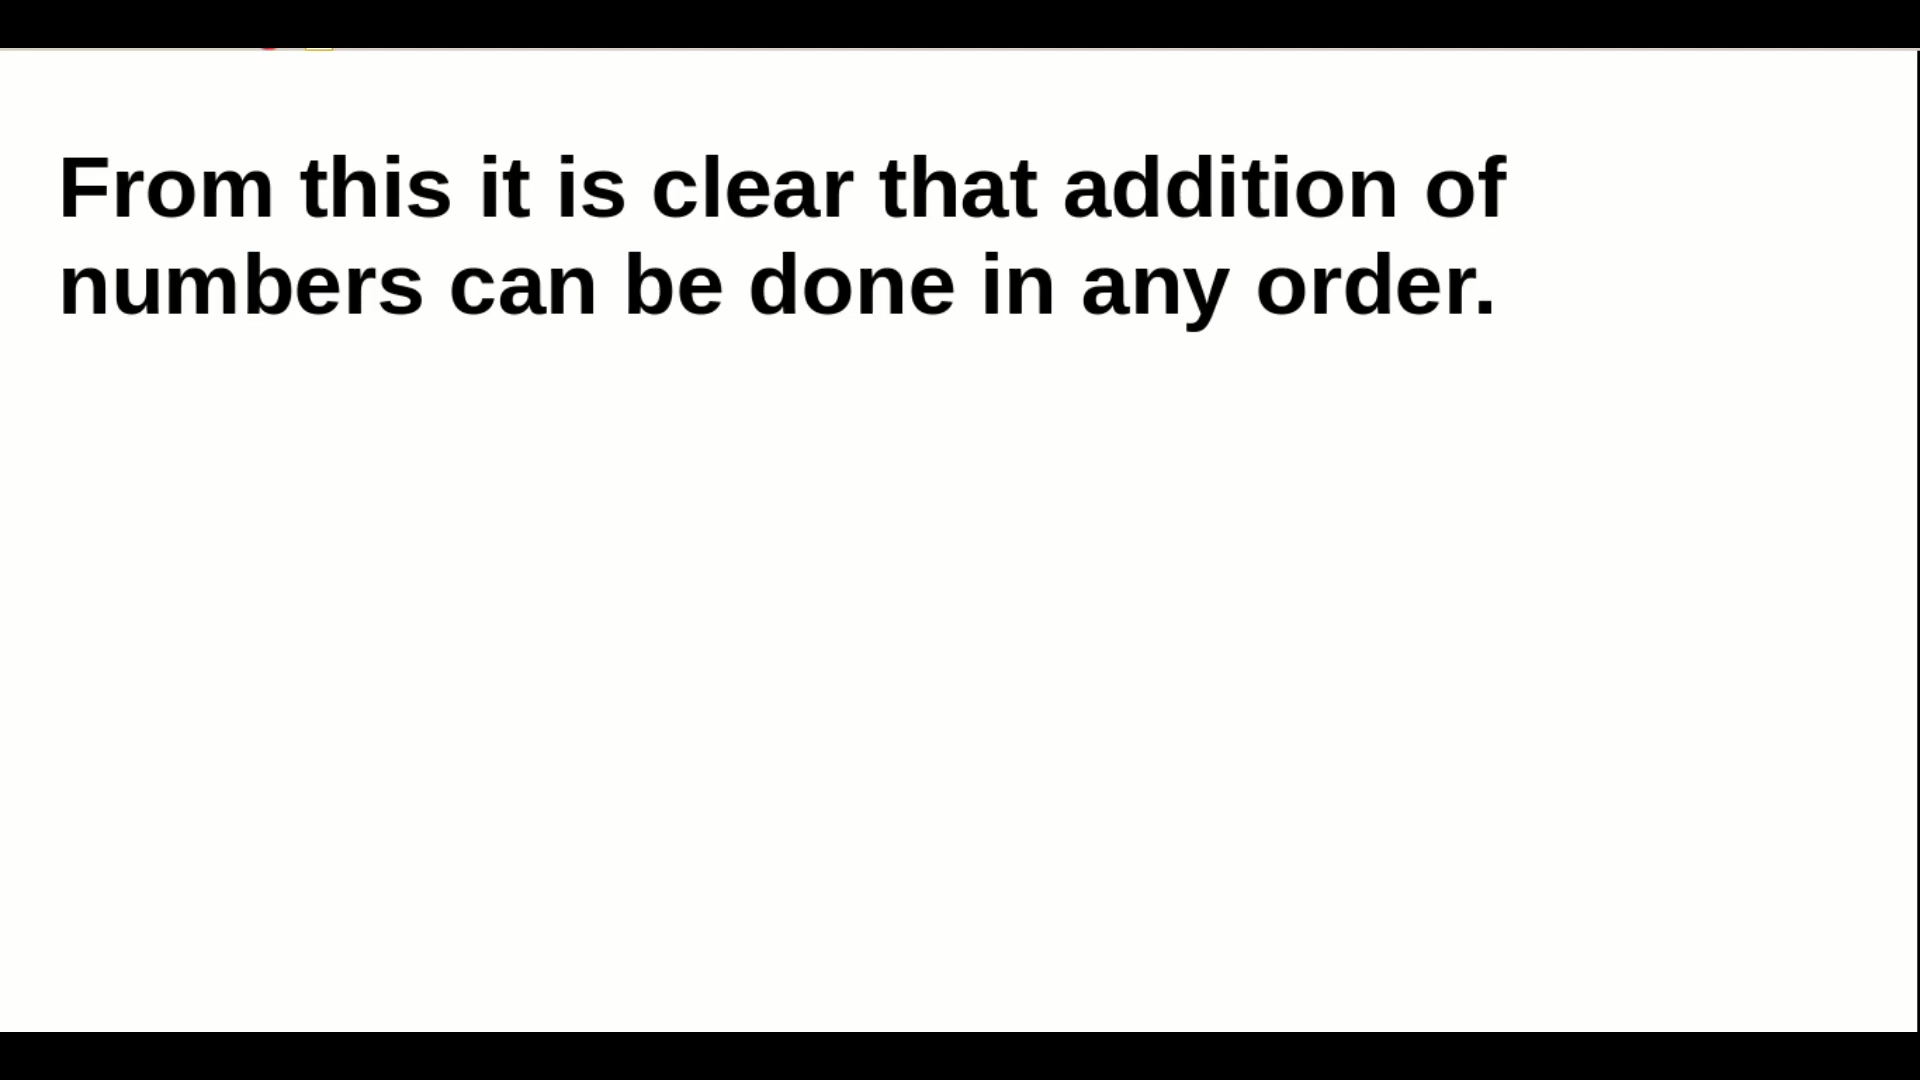 From this it is clear that addition of
numbers can be done in any order.